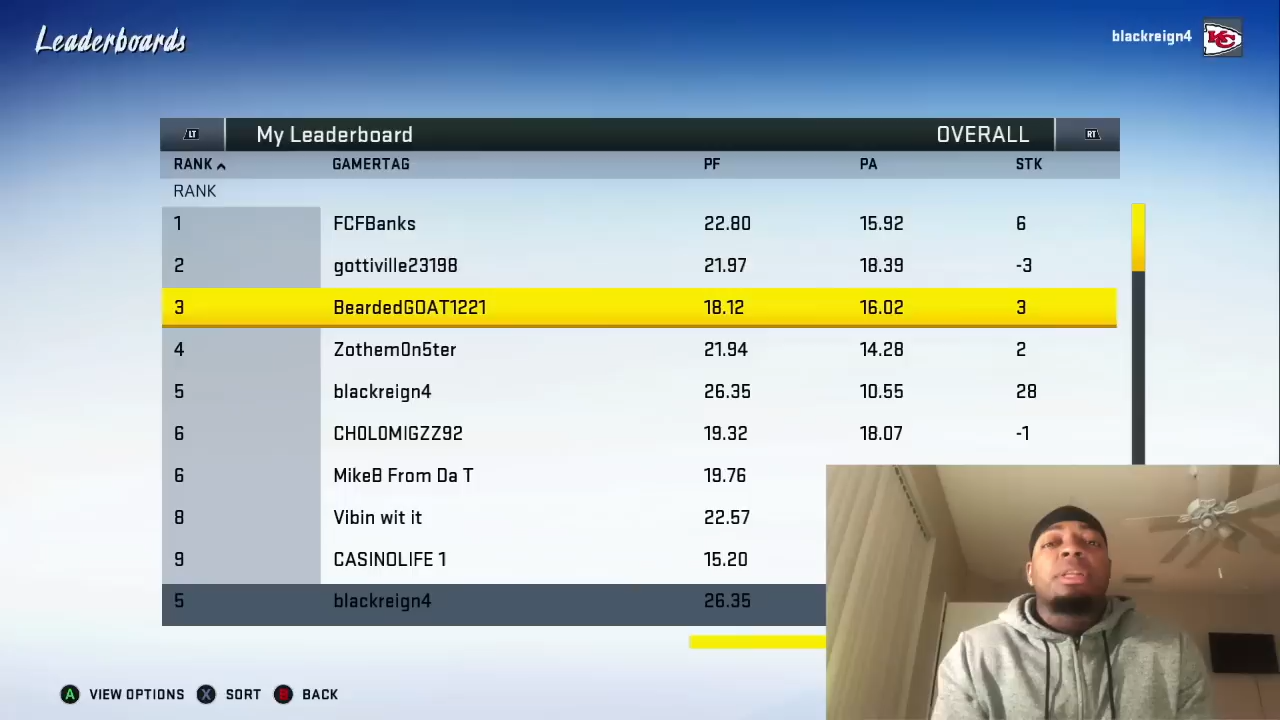 Leaderboards
blackreign4
KC
LT My Leaderboard OVERALL RT
RANK GAMERTAG PF PA STK
RANK
1 FCFBanks 22.80 15.92 6
2 gottiville23198 21.97 18.39 -3
3 BeardedGOAT1221 18.12 16.02 3
4 Zothem0n5ter 21.94 14.28 2
5 blackreign4 26.35 10.55 28
6 CH0L0MIGZZ92 19.32 18.07 -1
6 MikeB From Da T 19.76
8 Vibin wit it 22.57
9 CASINOLIFE 1 15.20
5 blackreign4 26.35
A VIEW OPTIONS X SORT B BACK